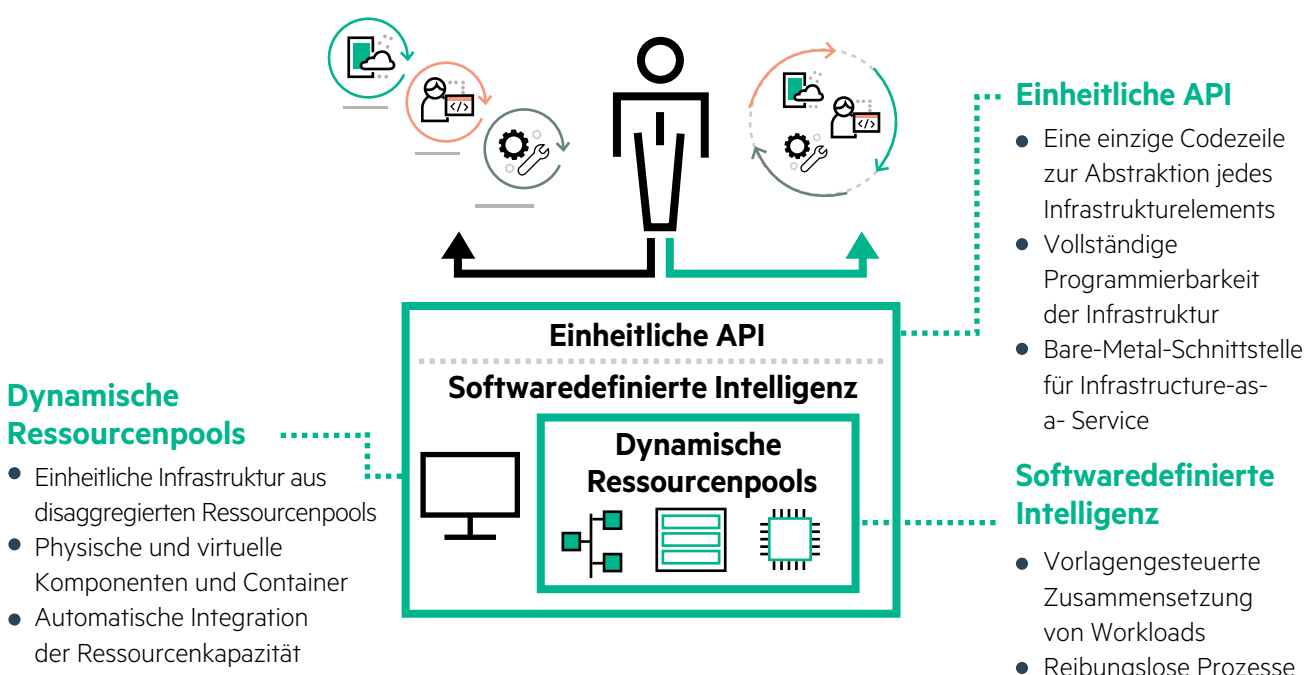 Einheitliche API
Eine einzige Codezeile
zur Abstraktion jedes
Infrastrukturelements
Vollständige
Programmierbarkeit
der Infrastruktur
Bare-Metal-Schnittstelle
für Infrastructure-as-
a- Service
Einheitliche API
Softwaredefinierte Intelligenz
Dynamische
Ressourcenpools
Dynamische
Ressourcenpools
Einheitliche Infrastruktur aus
disaggregierten Ressourcenpools
Physische und virtuelle
Komponenten und Container
Automatische Integration
der Ressourcenkapazität
Softwaredefinierte
Intelligenz
Vorlagengesteuerte
Zusammensetzung
von Workloads
Reibungslose Prozesse